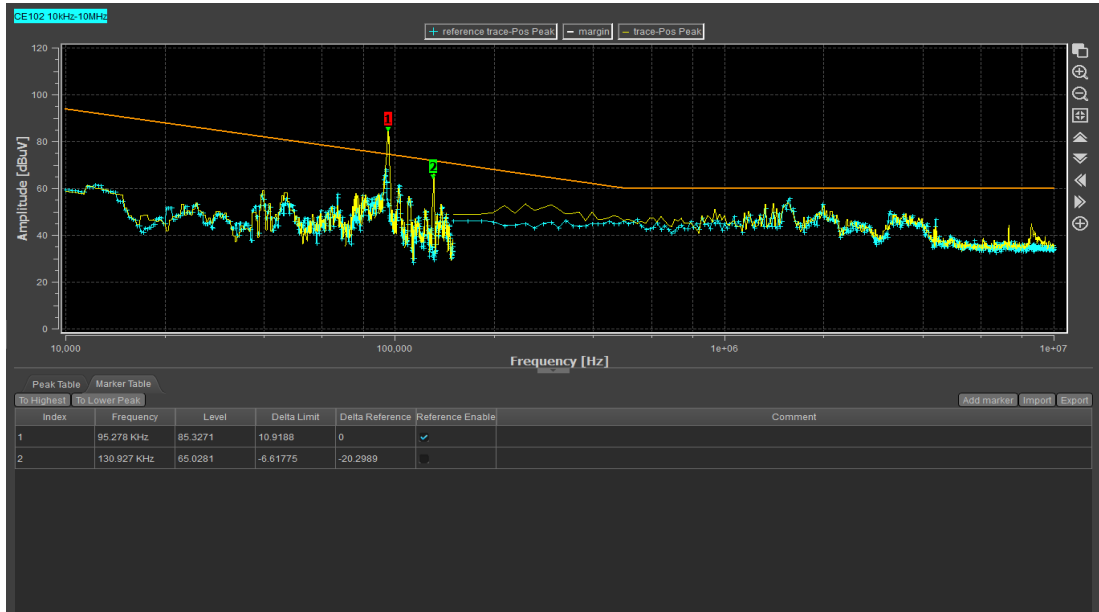 CE102 10kHz-10MHz
reference trace-Pos Peak margin trace-Pos Peak
120
100
80
60
40
20
0
Amplitude [dBuV]
1
2
10,000 100,000 1e+06 1e+07
Frequency [Hz]
Peak Table Marker Table
To Highest To Lower Peak Add marker Import Export
Index Frequency Level Delta Limit Delta Reference Reference Enable Comment
1 95.278 KHz 85.3271 10.9188 0
2 130.927 KHz 65.0281 -6.61775 -20.2989